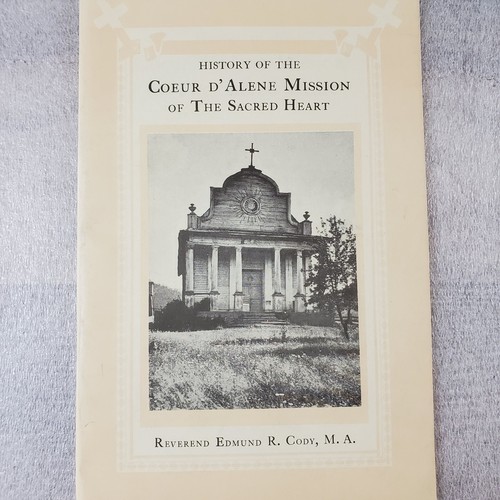 HISTORY OF THE
COEUR D'ALENE MISSION
OF THE SACRED HEART
REVEREND EDMUND R. CODY, M. A.